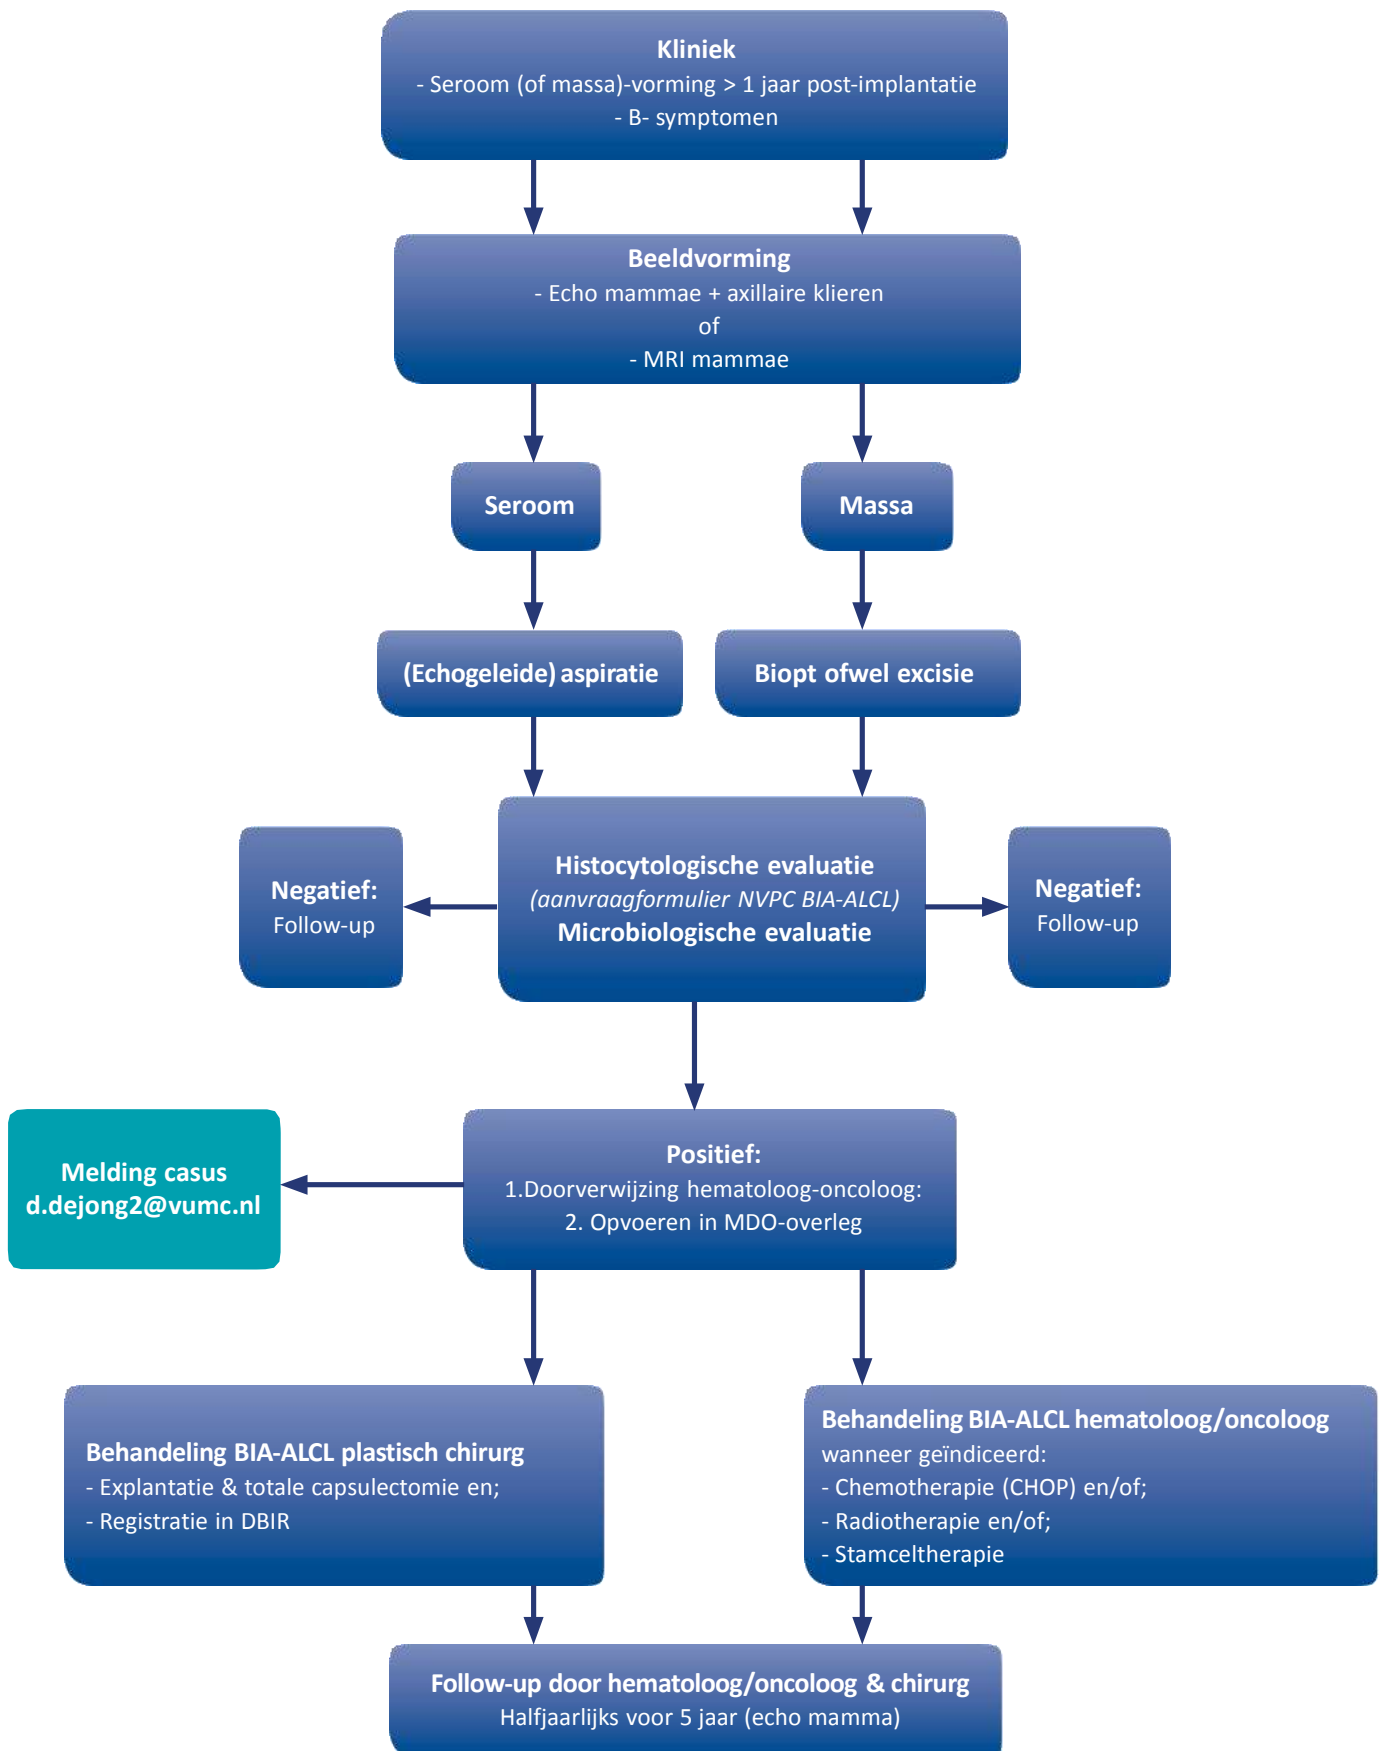 Kliniek
- Seroom (of massa)-vorming > 1 jaar post-implantatie
- B- symptomen
Beeldvorming
- Echo mammae + axillaire klieren
of
- MRI mammae
Seroom
Massa
(Echogeleide) aspiratie
Biopt ofwel excisie
Negatief:
Follow-up
Histocytologische evaluatie
(aanvraagformulier NVPC BIA-ALCL)
Microbiologische evaluatie
Negatief:
Follow-up
Melding casus
d.dejong2@vumc.nl
Positief:
1.Doorverwijzing hematoloog-oncoloog:
2. Opvoeren in MDO-overleg
Behandeling BIA-ALCL plastisch chirurg
- Explantatie & totale capsulectomie en;
- Registratie in DBIR
Behandeling BIA-ALCL hematoloog/oncoloog
wanneer geïndiceerd:
- Chemotherapie (CHOP) en/of;
- Radiotherapie en/of;
- Stamceltherapie
Follow-up door hematoloog/oncoloog & chirurg
Halfjaarlijks voor 5 jaar (echo mamma)